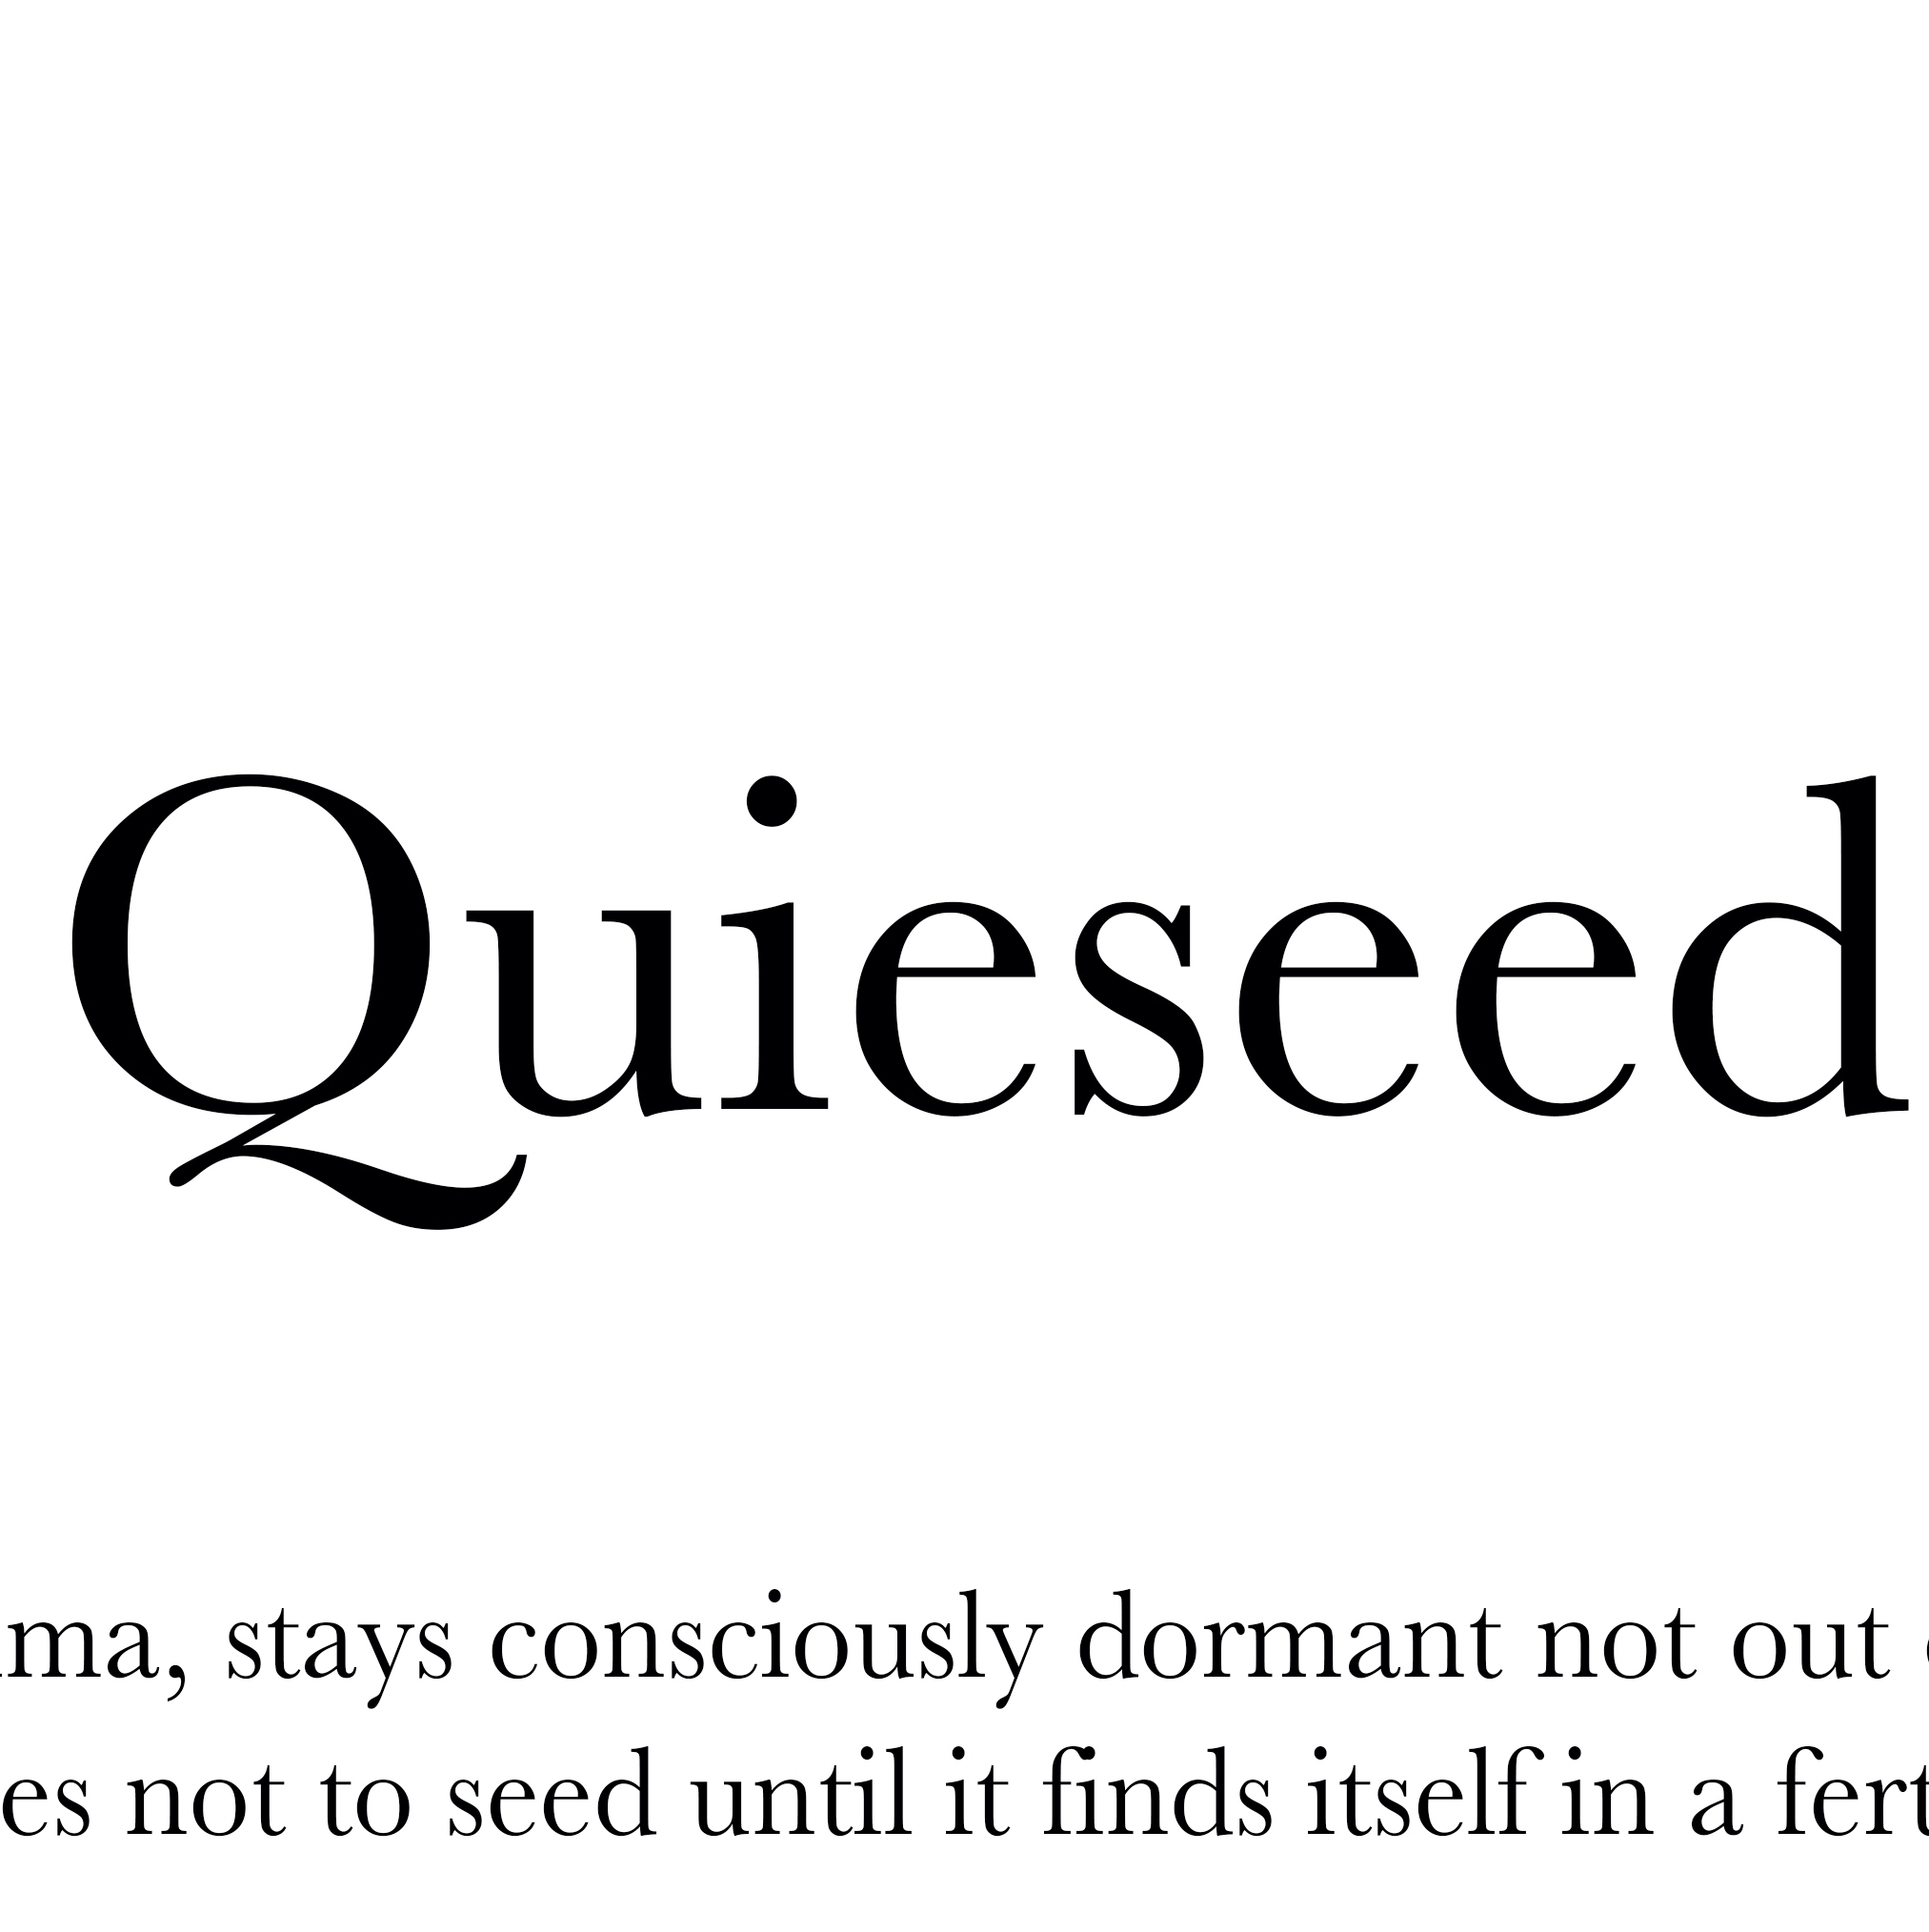 Quieseed
ma, stays consciously dormant not out
es not to seed until it finds itself in a fert